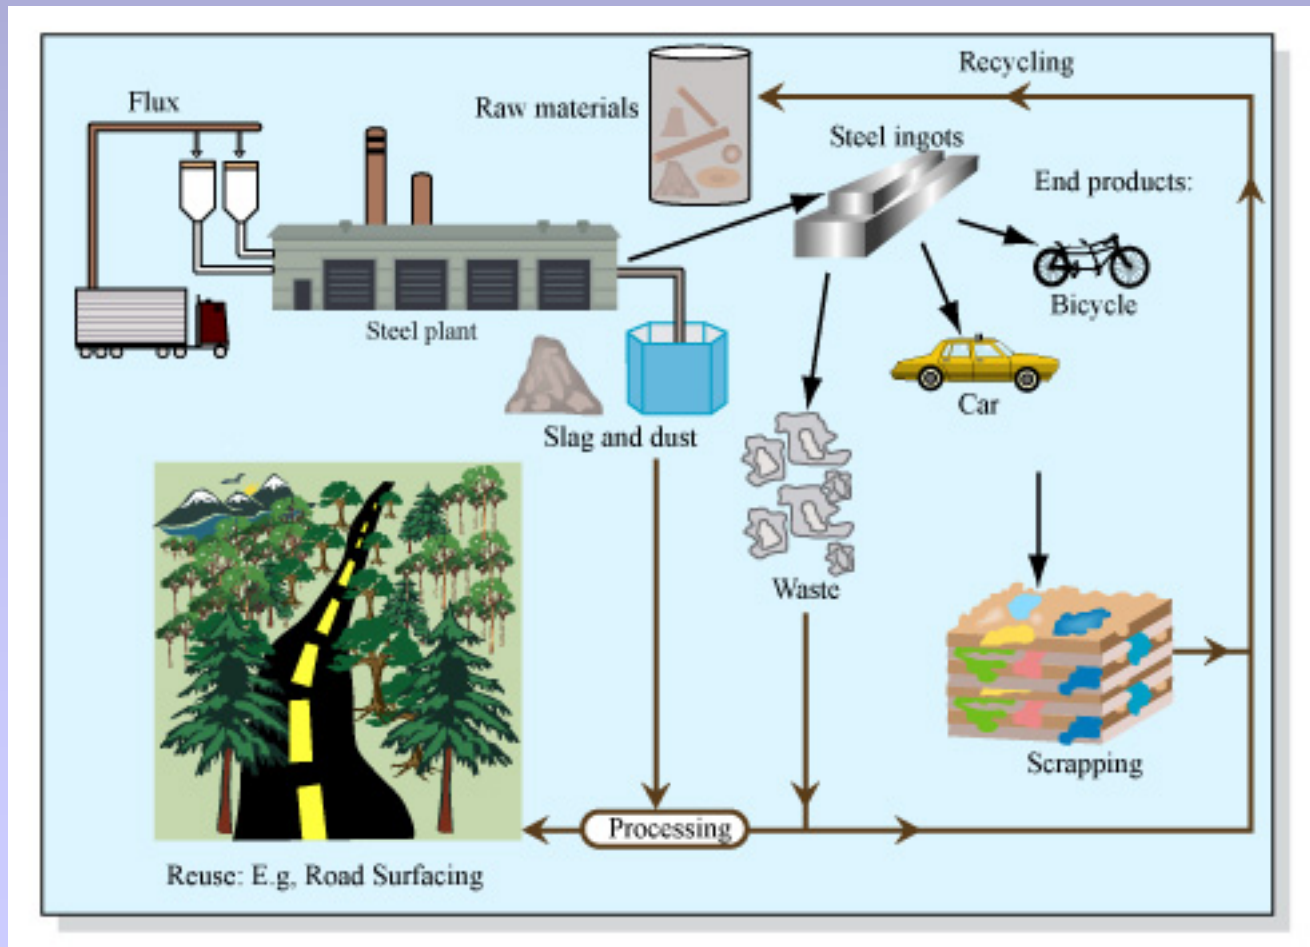 Recycling
Flux
Raw materials
Steel ingots
End products:
Bicycle
Steel plant
Car
Slag and dust
Waste
Scrapping
Processing
Reuse: E.g, Road Surfacing